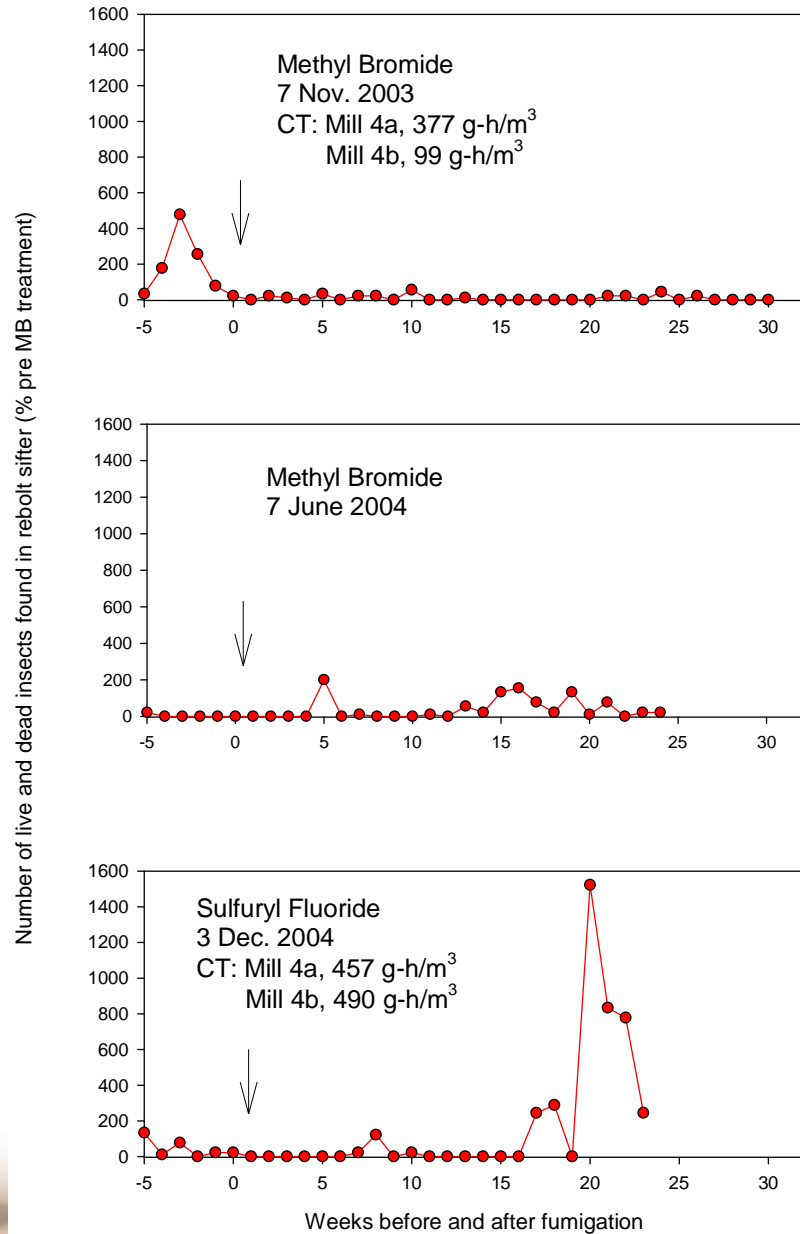 Number of live and dead insects found in rebolt sifter (% pre MB treatment)
1600
1400
1200
1000
800
600
400
200
0
Methyl Bromide
7 Nov. 2003
CT: Mill 4a, 377 g-h/m³
Mill 4b, 99 g-h/m³
-5 0 5 10 15 20 25 30
1600
1400
1200
1000
800
600
400
200
0
Methyl Bromide
7 June 2004
-5 0 5 10 15 20 25 30
1600
1400
1200
1000
800
600
400
200
0
Sulfuryl Fluoride
3 Dec. 2004
CT: Mill 4a, 457 g-h/m³
Mill 4b, 490 g-h/m³
-5 0 5 10 15 20 25 30
Weeks before and after fumigation